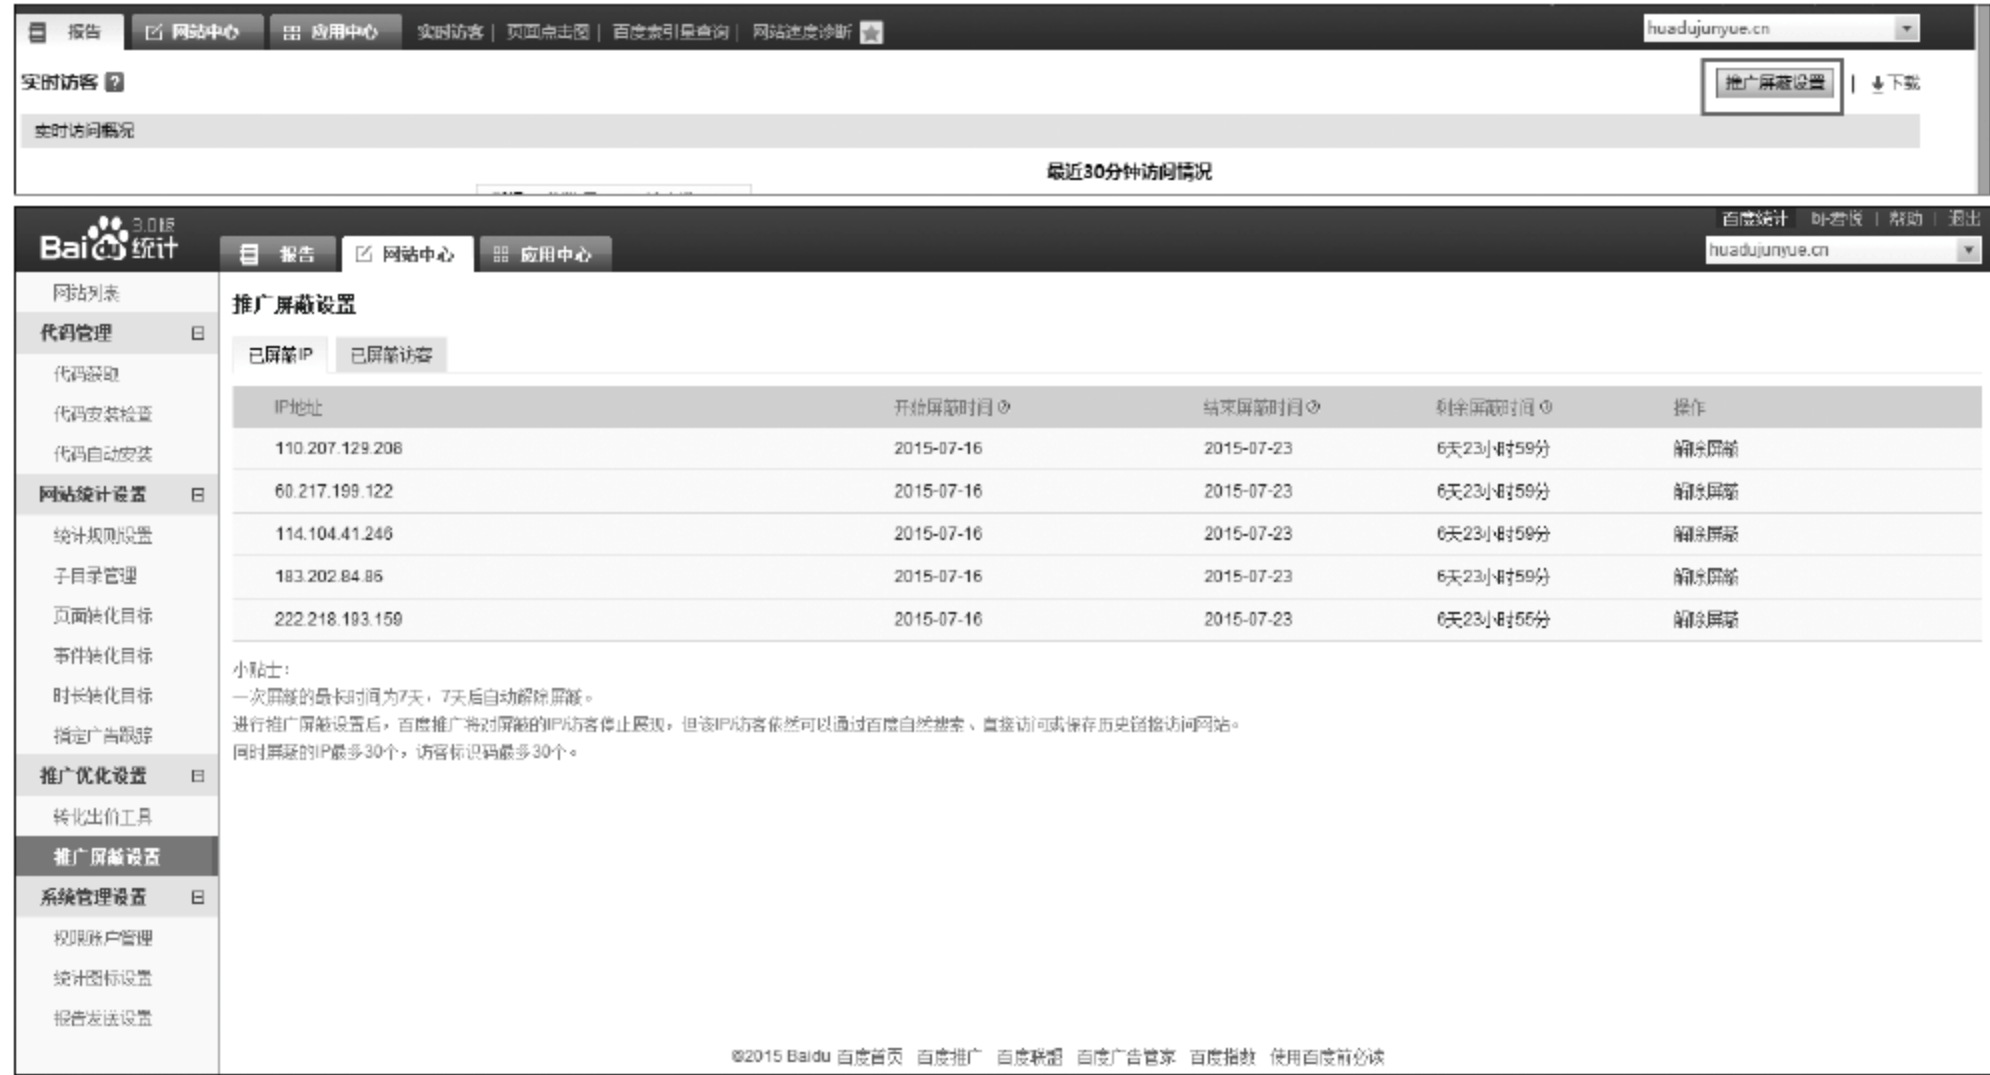 报告 网站中心 应用中心 实时访客 | 页面点击图 | 百度索引量查询 | 网站速度诊断 huadujunyue.cn
实时访客 ? 推广屏蔽设置 | 下载
实时访问概况
最近30分钟访问情况
百度统计 bj-君悦 | 帮助 | 退出
Bai 统计 3.0版 报告 网站中心 应用中心 huadujunyue.cn
网站列表
代码管理
代码获取
代码安装检查
代码自动安装
网站统计设置
统计规则设置
子目录管理
页面转化目标
事件转化目标
时长转化目标
指定广告跟踪
推广优化设置
转化出价工具
推广屏蔽设置
系统管理设置
权限账户管理
统计图标设置
报告发送设置
推广屏蔽设置
已屏蔽IP 已屏蔽访客
IP地址 开始屏蔽时间 结束屏蔽时间 剩余屏蔽时间 操作
110.207.129.208 2015-07-16 2015-07-23 6天23小时59分 解除屏蔽
60.217.199.122 2015-07-16 2015-07-23 6天23小时59分 解除屏蔽
114.104.41.246 2015-07-16 2015-07-23 6天23小时59分 解除屏蔽
183.202.84.86 2015-07-16 2015-07-23 6天23小时59分 解除屏蔽
222.218.193.159 2015-07-16 2015-07-23 6天23小时55分 解除屏蔽
小贴士：
一次屏蔽的最长时间为7天，7天后自动解除屏蔽。
进行推广屏蔽设置后，百度推广将对屏蔽的IP/访客停止展现，但该IP/访客依然可以通过百度自然搜索、直接访问或保存历史链接访问网站。
同时屏蔽的IP最多30个，访客标识码最多30个。
©2015 Baidu 百度首页 百度推广 百度联盟 百度广告管家 百度指数 使用百度前必读